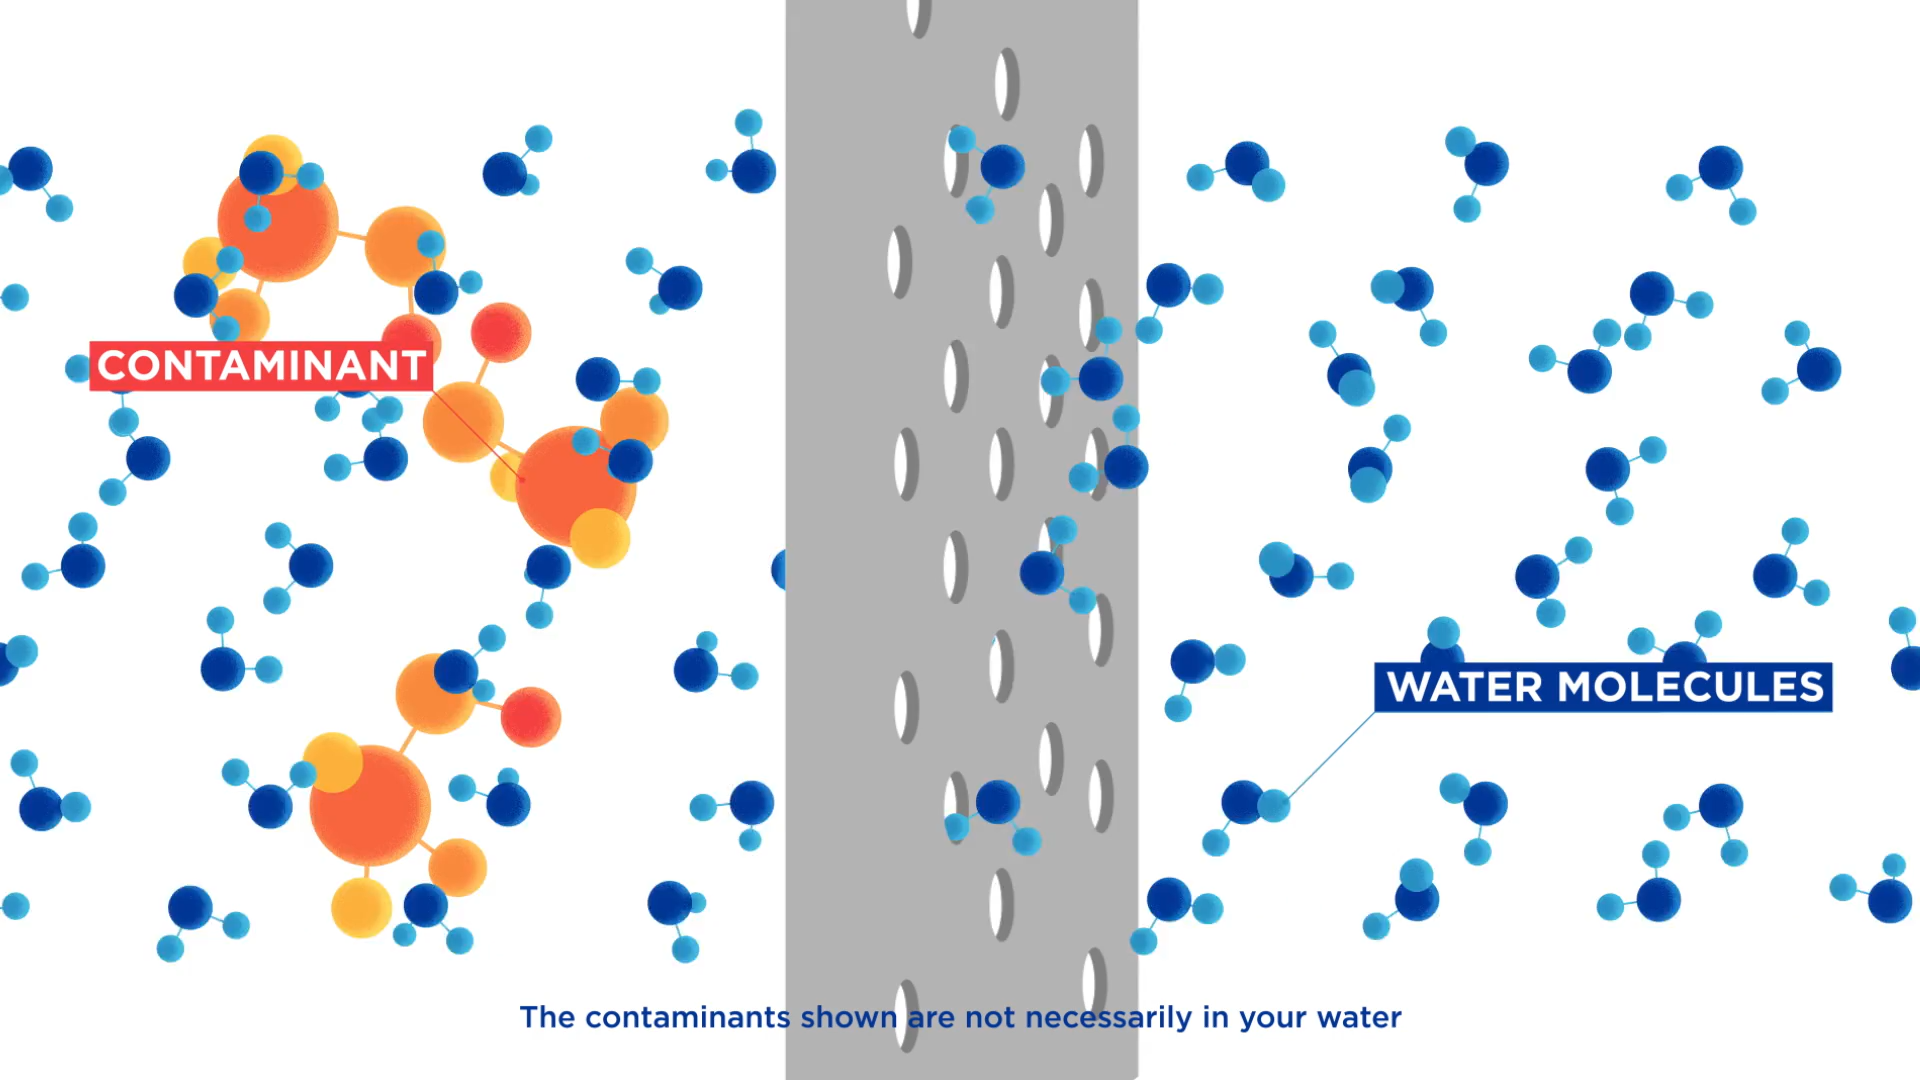 CONTAMINANT
WATER MOLECULES
The contaminants shown are not necessarily in your water